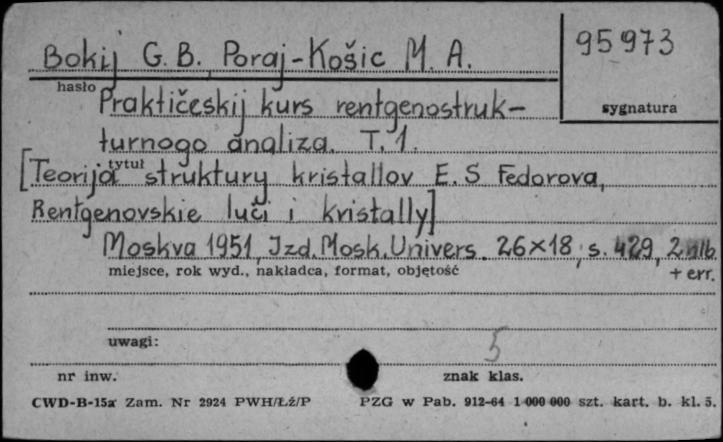 Bokij G. B., Poraj-Košic M. A.
95973
hasło
sygnatura
Praktičeskij kurs rentgenostruk-
turnogo analiza. T. 1.
tytuł
[Teorija struktury kristallov E. S Fedorova,
Rentgenovskie luči i kristally]
Moskva 1951, Izd. Mosk. Univers. 26×18, s. 429, 2 nlb.
miejsce, rok wyd., nakładca, format, objętość
+ err.
uwagi:
5
nr inw.
znak klas.
CWD-B-15a Zam. Nr 2924 PWH/Łż/P PZG w Pab. 912-64 1 000 000 szt. kart. b. kl. 5.